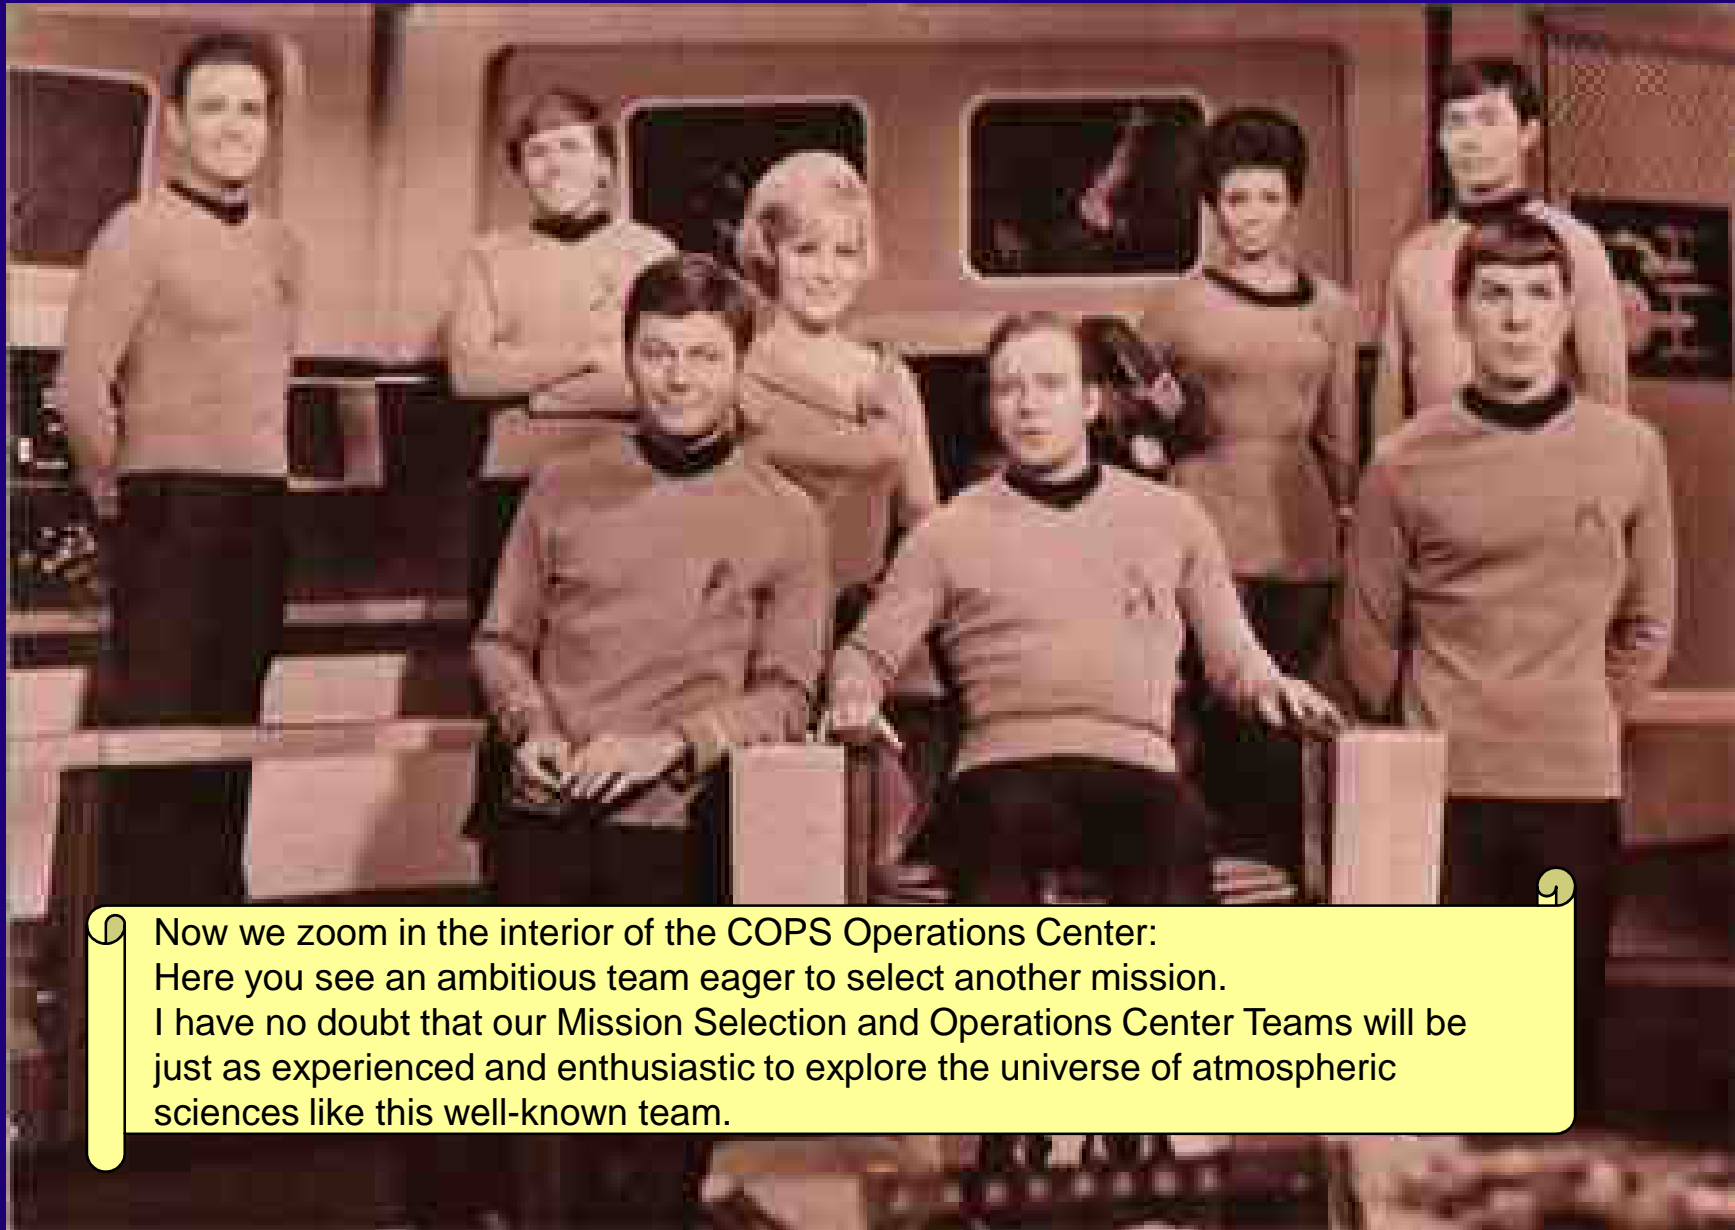 Now we zoom in the interior of the COPS Operations Center:
Here you see an ambitious team eager to select another mission.
I have no doubt that our Mission Selection and Operations Center Teams will be
just as experienced and enthusiastic to explore the universe of atmospheric
sciences like this well-known team.